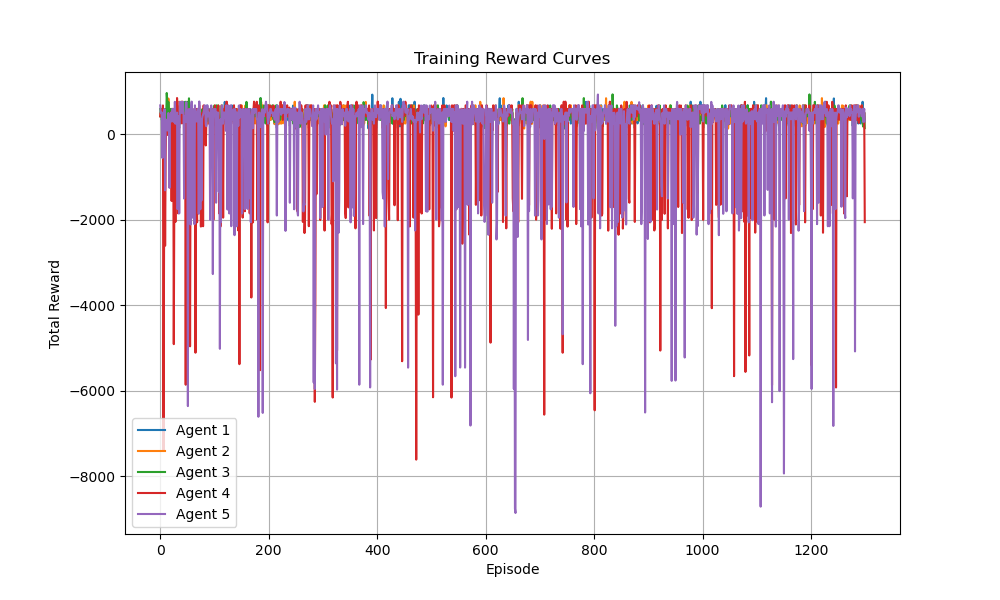 Training Reward Curves
Total Reward
0
−2000
−4000
−6000
−8000
Agent 1
Agent 2
Agent 3
Agent 4
Agent 5
0 200 400 600 800 1000 1200
Episode